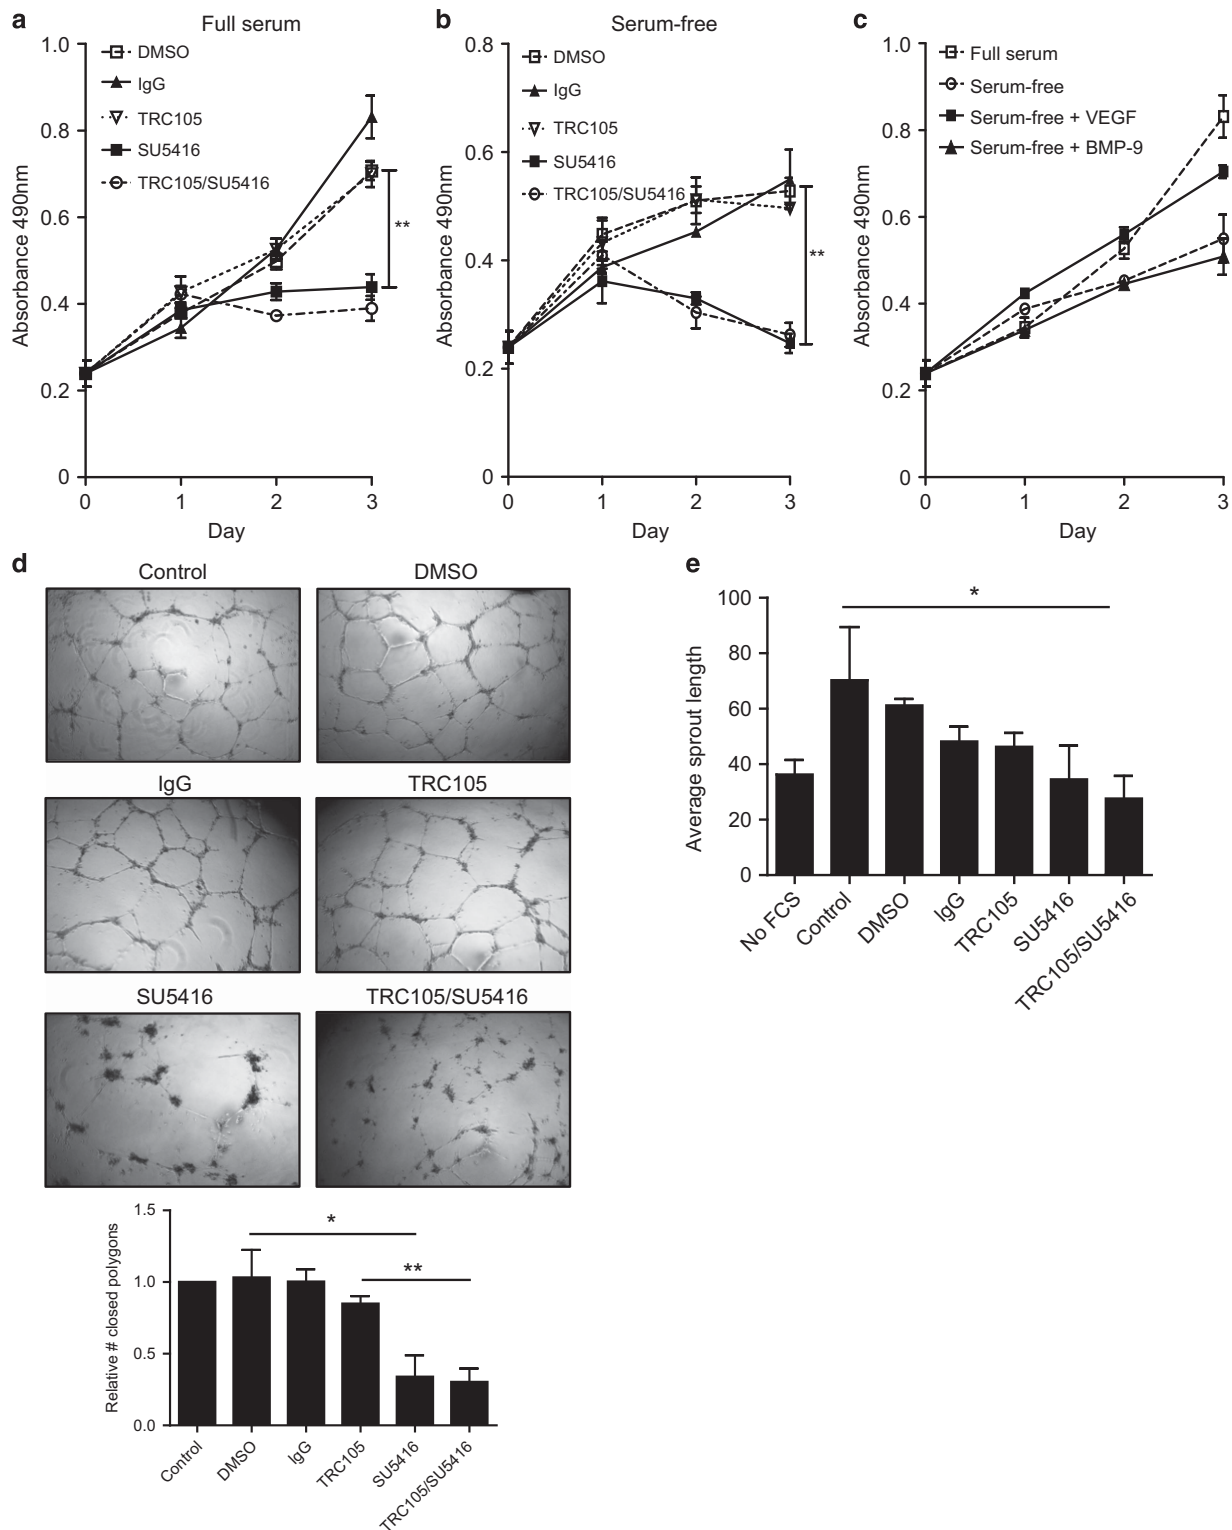 a
Full serum
1.0
0.8
0.6
0.4
0.2
0
Absorbance 490nm
DMSO
IgG
TRC105
SU5416
TRC105/SU5416
**
0
1
2
3
Day
b
Serum-free
0.8
0.6
0.4
0.2
0
Absorbance 490nm
DMSO
IgG
TRC105
SU5416
TRC105/SU5416
**
0
1
2
3
Day
c
1.0
0.8
0.6
0.4
0.2
0
Absorbance 490nm
Full serum
Serum-free
Serum-free + VEGF
Serum-free + BMP-9
0
1
2
3
Day
d
Control
DMSO
IgG
TRC105
SU5416
TRC105/SU5416
1.5
1.0
0.5
0.0
Relative # closed polygons
*
**
Control
DMSO
IgG
TRC105
SU5416
TRC105/SU5416
e
100
80
60
40
20
0
Average sprout length
*
No FCS
Control
DMSO
IgG
TRC105
SU5416
TRC105/SU5416